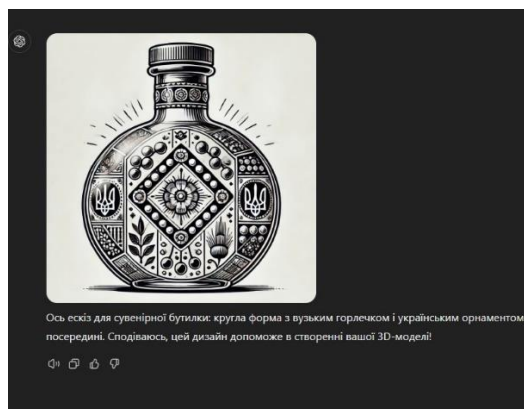 Ось ескіз для сувенірної бутилки: кругла форма з вузьким горлечком і українським орнаментом
посередині. Сподіваюсь, цей дизайн допоможе в створенні вашої 3D-моделі!